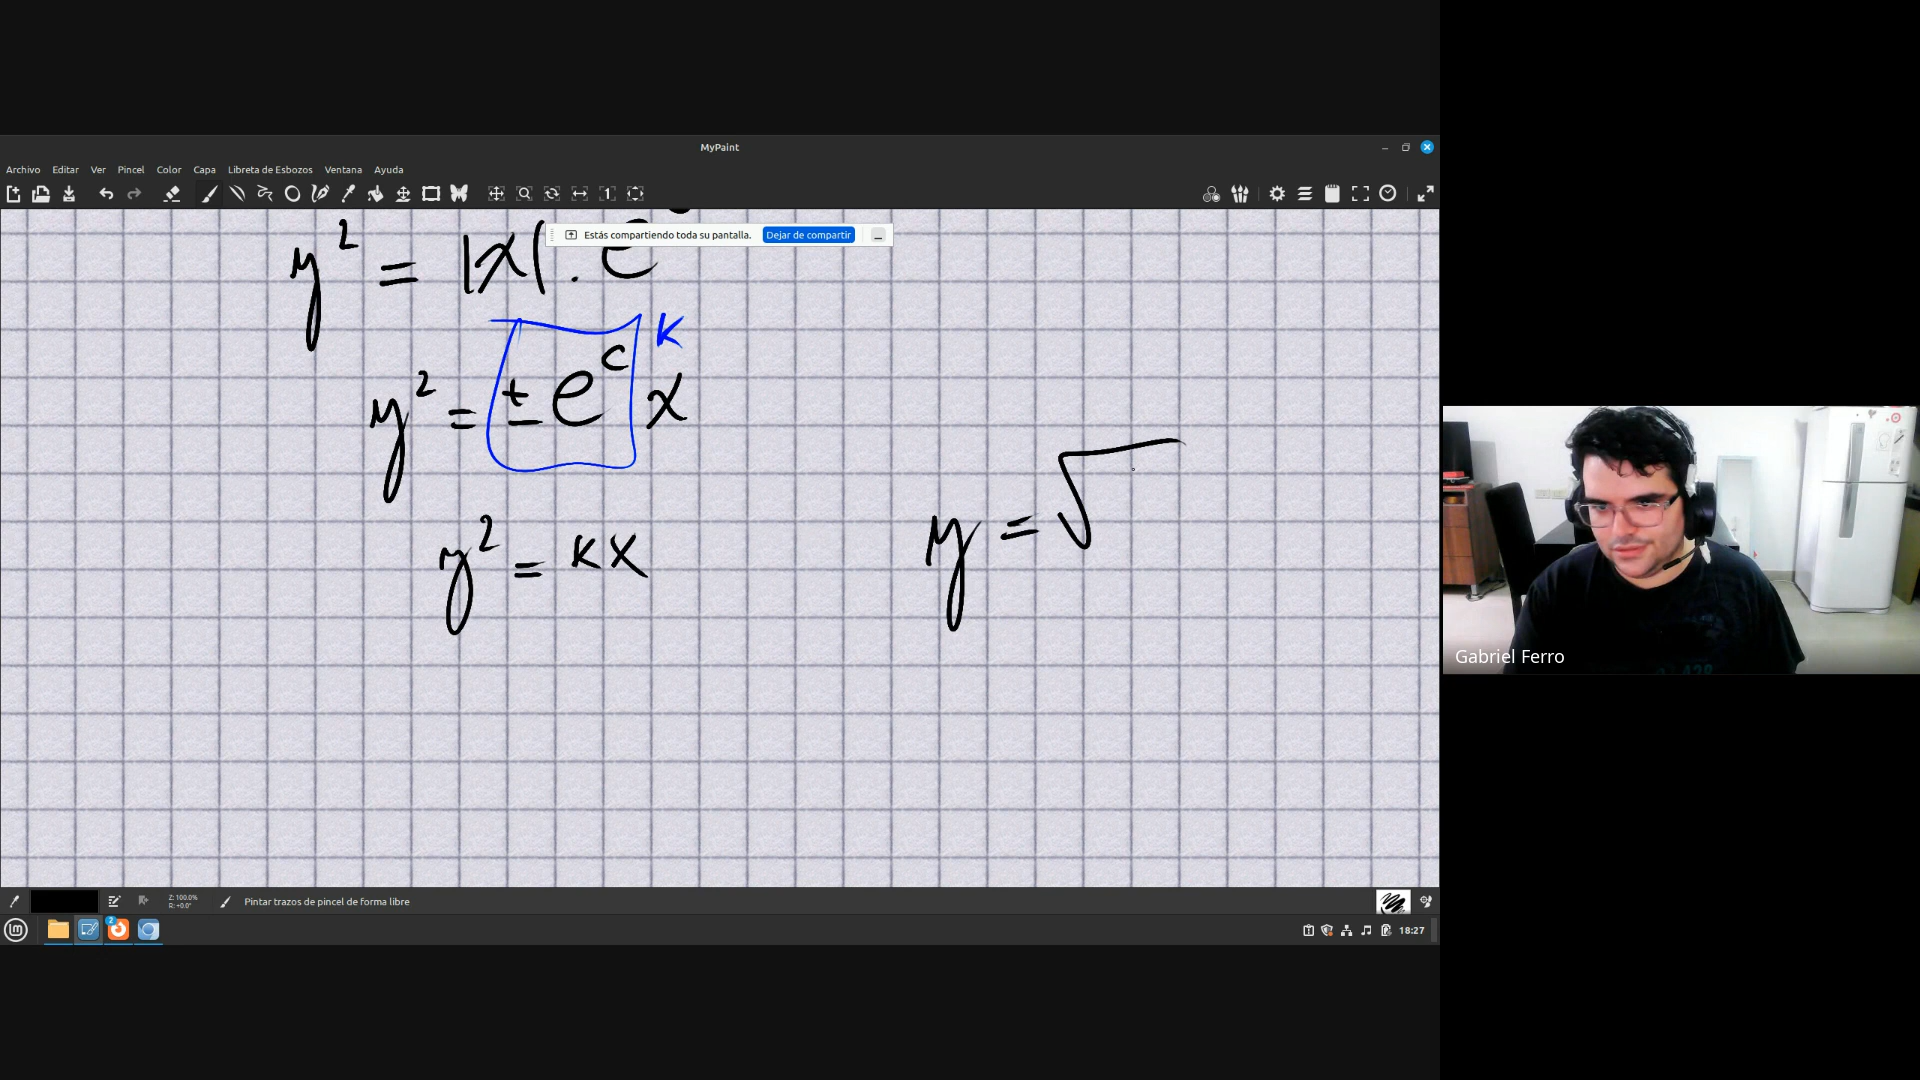 MyPaint
Archivo Editar Ver Pincel Color Capa Libreta de Esbozos Ventana Ayuda
1
Estás compartiendo toda su pantalla. Dejar de compartir
y² = |x| . e
y² = ± e^c x
K
y² = Kx
y = √
Gabriel Ferro
Z: 100.0%
R: +0.0°
Pintar trazos de pincel de forma libre
2
18:27